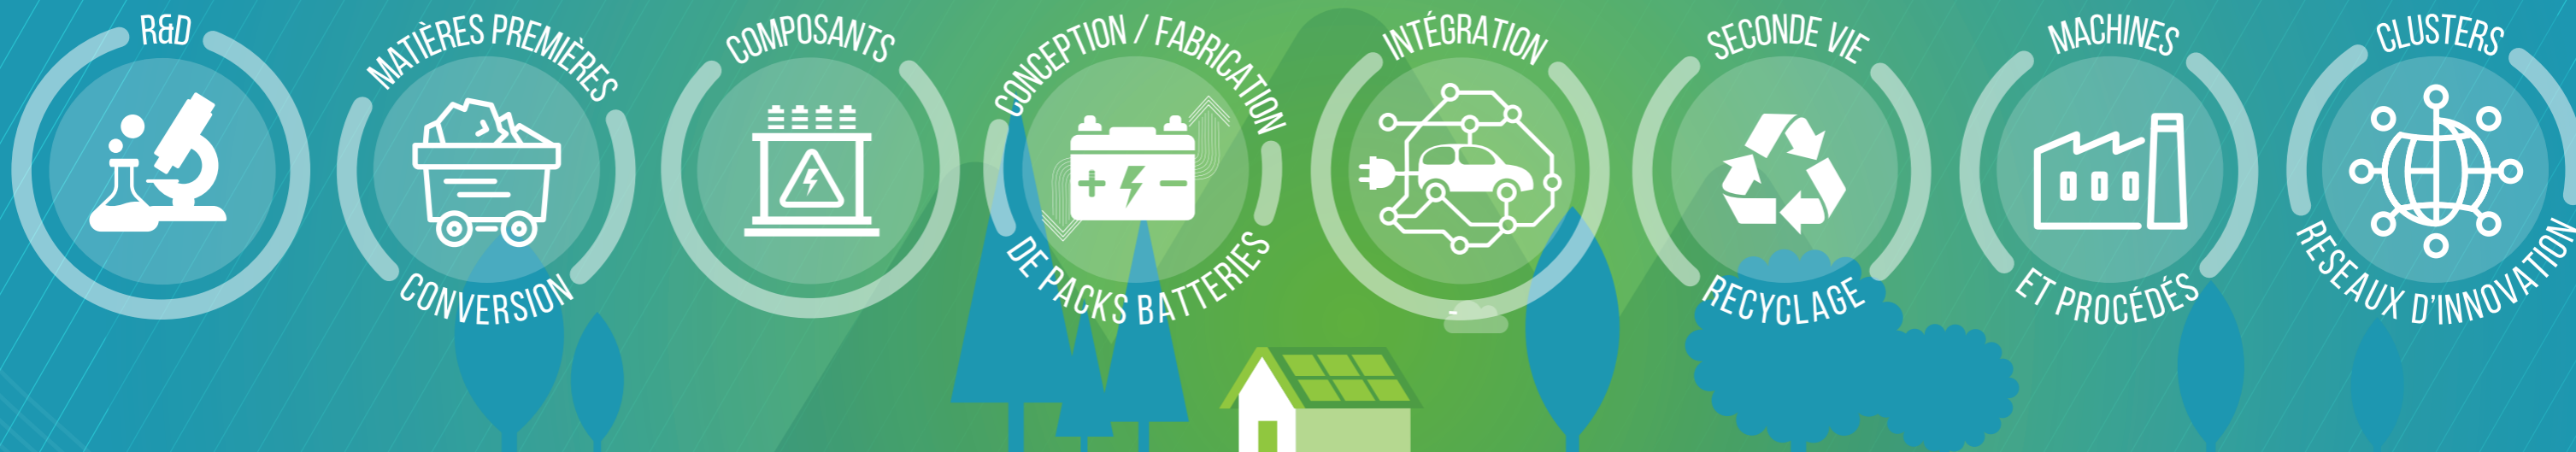 R&D
MATIÈRES PREMIÈRES
CONVERSION
COMPOSANTS
CONCEPTION / FABRICATION
DE PACKS BATTERIES
+ -
INTÉGRATION
-
SECONDE VIE
RECYCLAGE
MACHINES
ET PROCÉDÉS
CLUSTERS
RESEAUX D'INNOVATION